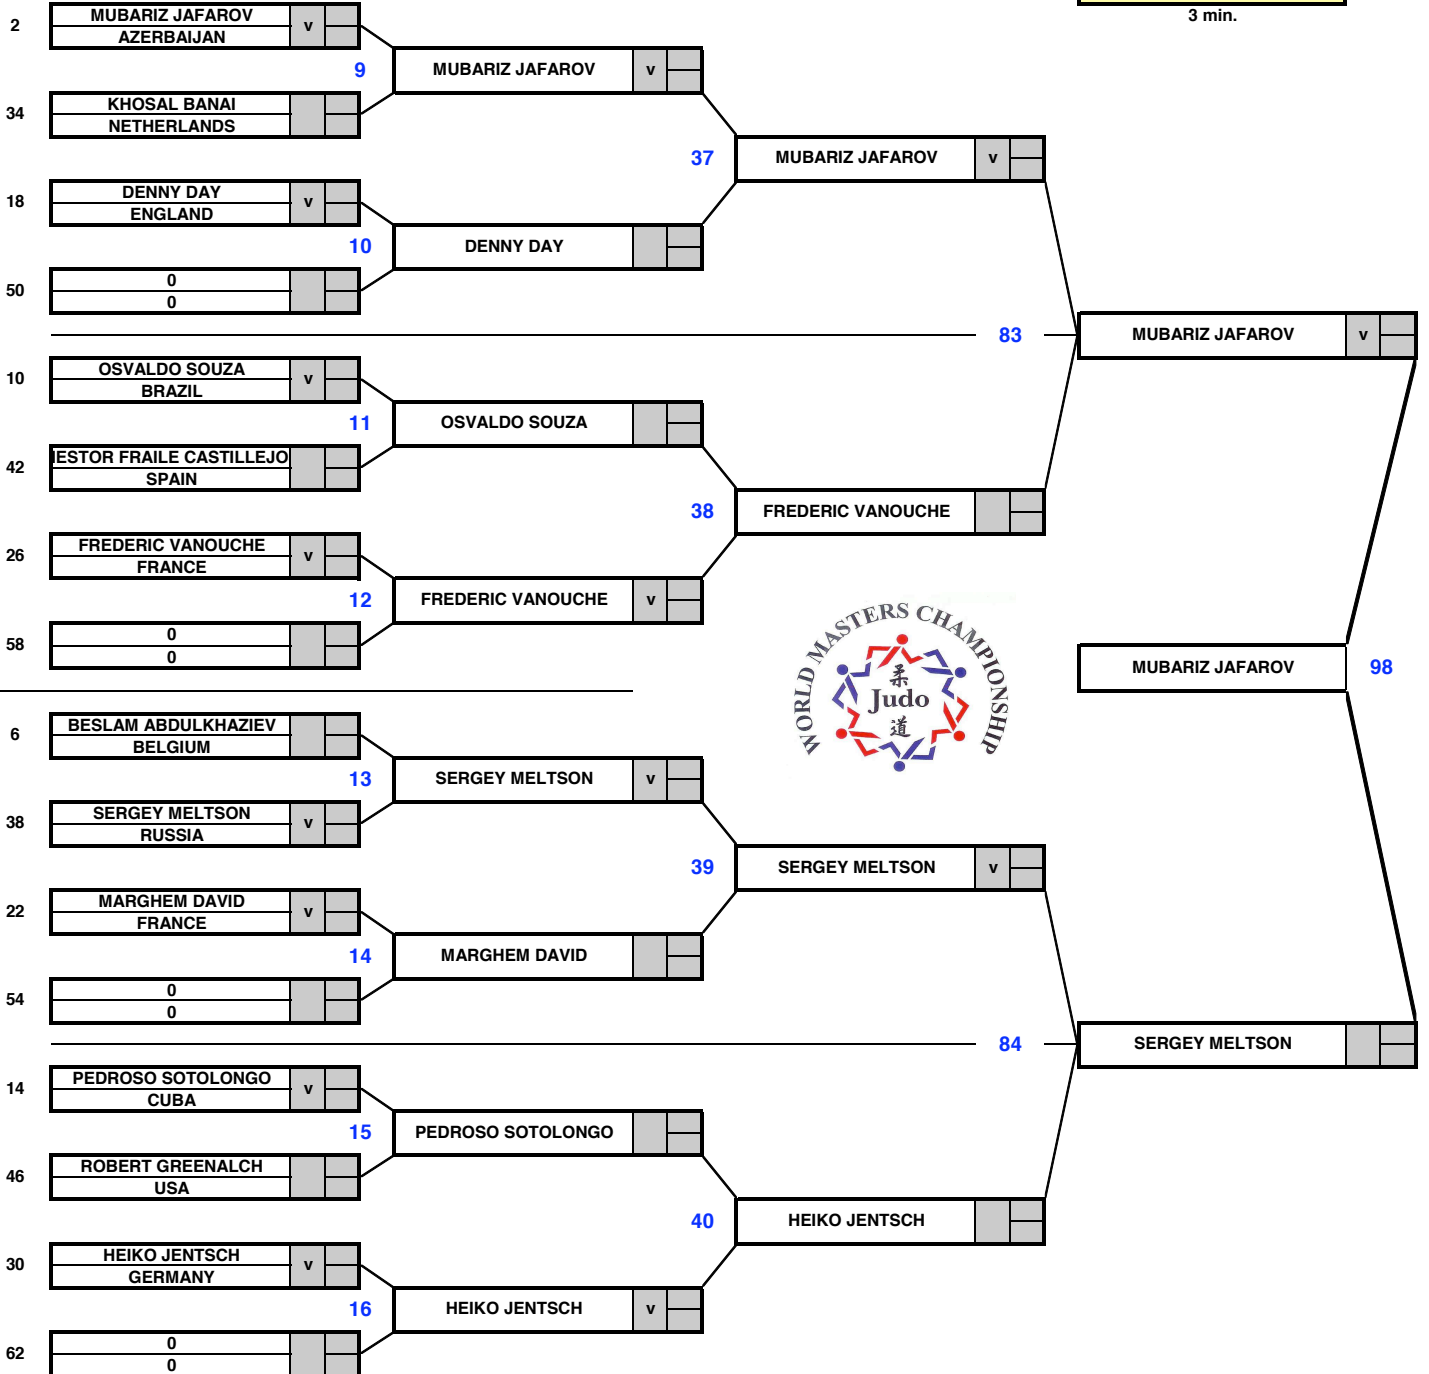 3 min.
2
MUBARIZ JAFAROV
V
AZERBAIJAN
9
MUBARIZ JAFAROV
V
34
KHOSAL BANAI
NETHERLANDS
37
MUBARIZ JAFAROV
V
18
DENNY DAY
V
ENGLAND
10
DENNY DAY
50
0
0
83
MUBARIZ JAFAROV
V
10
OSVALDO SOUZA
V
BRAZIL
11
OSVALDO SOUZA
42
IESTOR FRAILE CASTILLEJO
SPAIN
38
FREDERIC VANOUCHE
26
FREDERIC VANOUCHE
V
FRANCE
12
FREDERIC VANOUCHE
V
58
0
0
WORLD MASTERS CHAMPIONSHIP
柔
Judo
道
MUBARIZ JAFAROV
98
6
BESLAM ABDULKHAZIEV
BELGIUM
13
SERGEY MELTSON
V
38
SERGEY MELTSON
V
RUSSIA
39
SERGEY MELTSON
V
22
MARGHEM DAVID
V
FRANCE
14
MARGHEM DAVID
54
0
0
84
SERGEY MELTSON
14
PEDROSO SOTOLONGO
V
CUBA
15
PEDROSO SOTOLONGO
46
ROBERT GREENALCH
USA
40
HEIKO JENTSCH
30
HEIKO JENTSCH
V
GERMANY
16
HEIKO JENTSCH
V
62
0
0